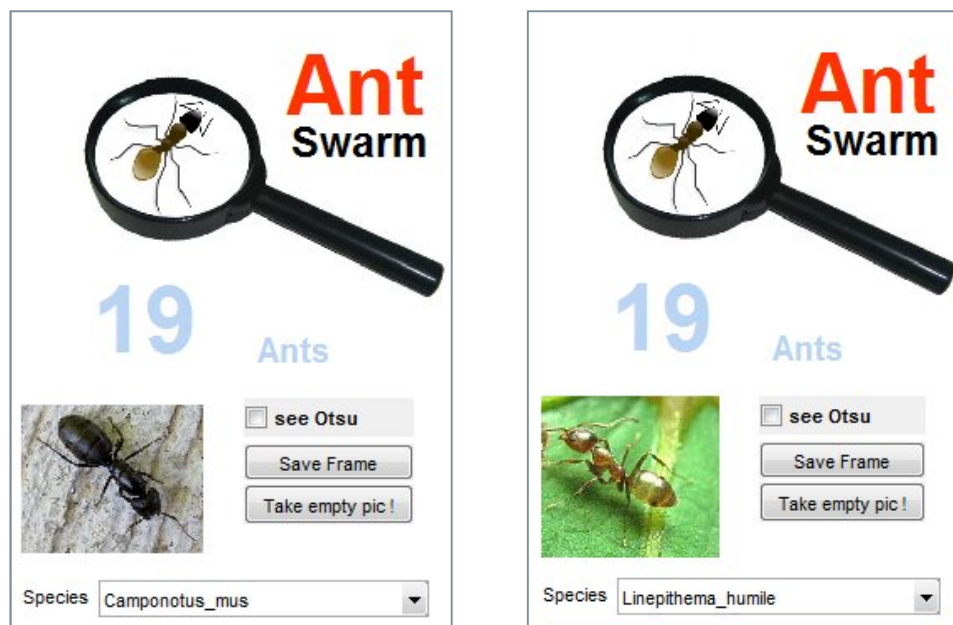 Ant
Swarm
19
Ants
see Otsu
Save Frame
Take empty pic !
Species Camponotus_mus
Ant
Swarm
19
Ants
see Otsu
Save Frame
Take empty pic !
Species Linepithema_humile